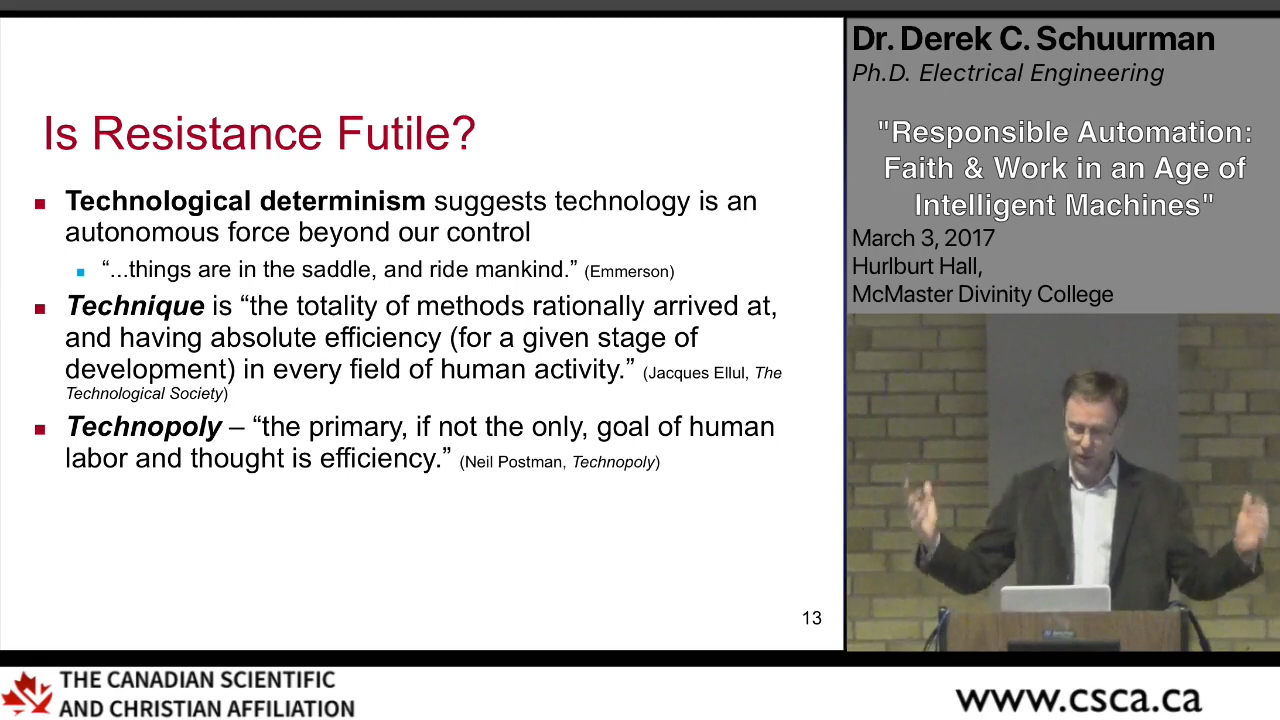 Is Resistance Futile?
Technological determinism suggests technology is an
autonomous force beyond our control
“...things are in the saddle, and ride mankind.” (Emmerson)
Technique is “the totality of methods rationally arrived at,
and having absolute efficiency (for a given stage of
development) in every field of human activity.” (Jacques Ellul, The
Technological Society)
Technopoly – “the primary, if not the only, goal of human
labor and thought is efficiency.” (Neil Postman, Technopoly)
13
Dr. Derek C. Schuurman
Ph.D. Electrical Engineering
"Responsible Automation:
Faith & Work in an Age of
Intelligent Machines"
March 3, 2017
Hurlburt Hall,
McMaster Divinity College
THE CANADIAN SCIENTIFIC
AND CHRISTIAN AFFILIATION
www.csca.ca